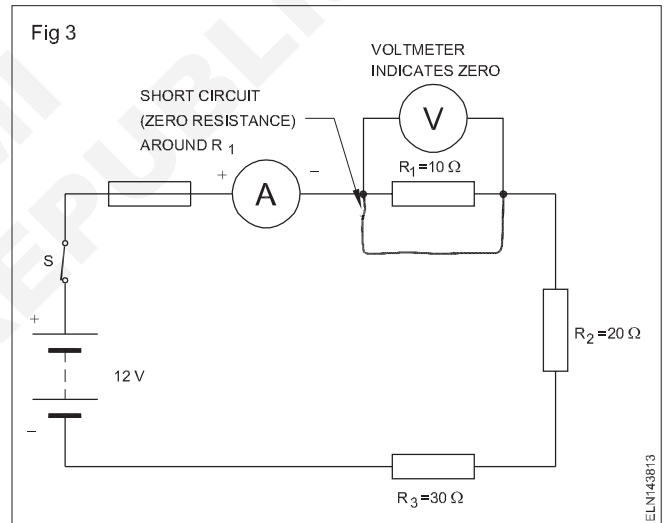 Fig 3
VOLTMETER
INDICATES ZERO
SHORT CIRCUIT
(ZERO RESISTANCE)
AROUND R 1
V
R1=10 Ω
+
A
–
S
+
12 V
–
R2=20 Ω
R3=30 Ω
ELN143813